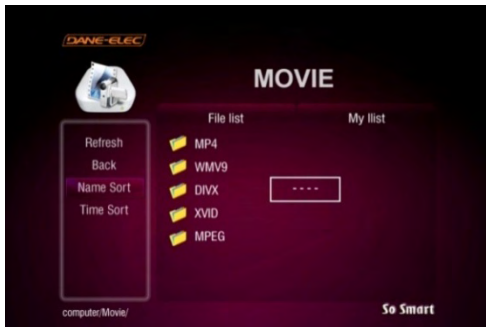 DANE-ELEC
MOVIE
File list
My llist
Refresh
Back
Name Sort
Time Sort
MP4
WMV9
DIVX
XVID
MPEG
----
computer/Movie/
So Smart